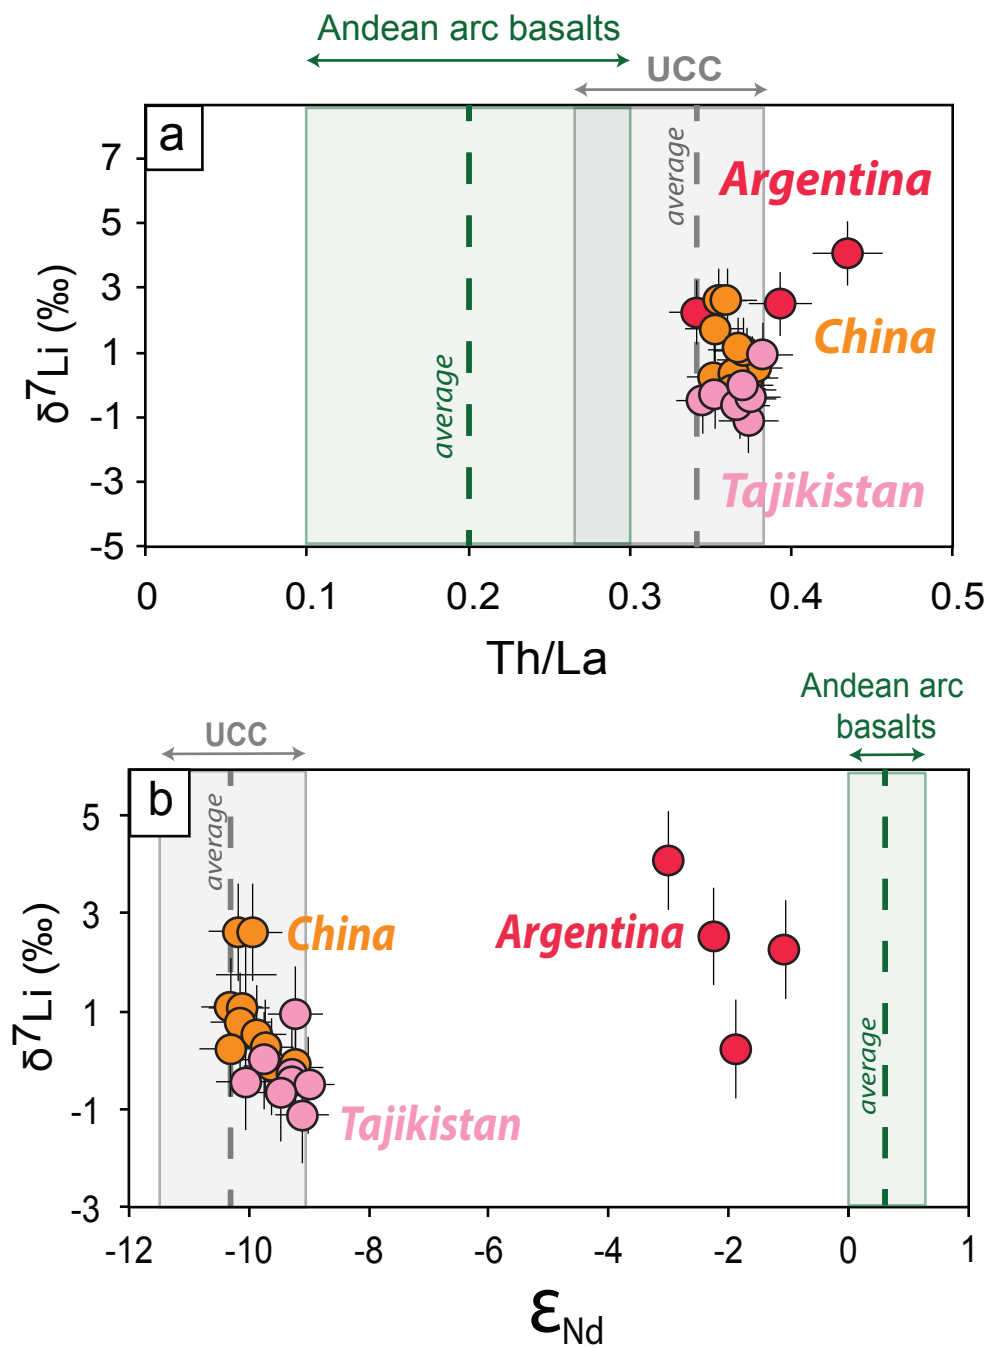 Andean arc basalts
UCC
a
average
average
Argentina
China
Tajikistan
7
5
3
1
-1
-3
-5
δ⁷Li (‰)
0 0.1 0.2 0.3 0.4 0.5
Th/La
Andean arc
basalts
UCC
b
average
China
Argentina
Tajikistan
average
5
3
1
-1
-3
δ⁷Li (‰)
-12 -10 -8 -6 -4 -2 0 1
εNd